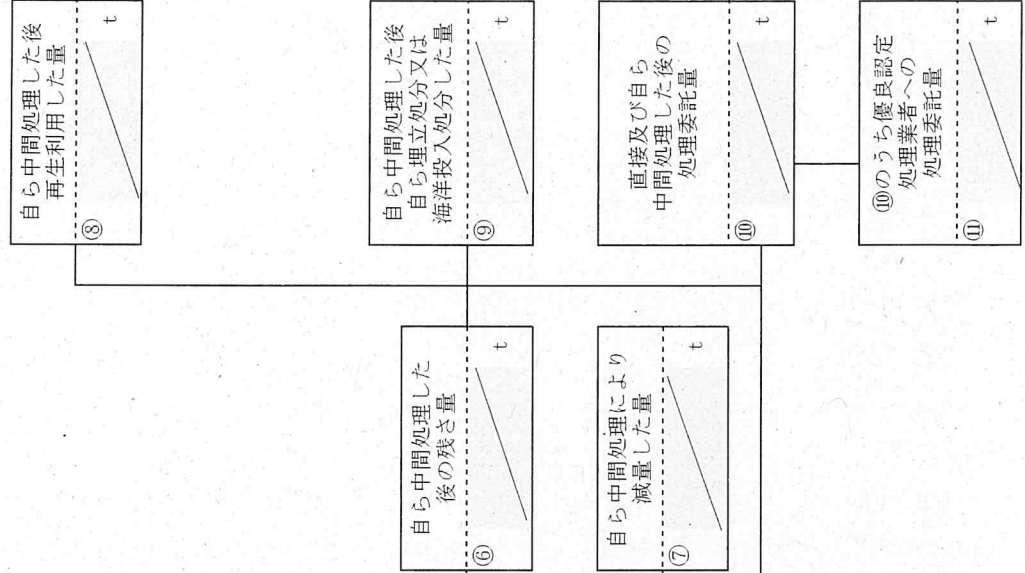 自ら中間処理した後
再生利用した量
⑧
t
自ら中間処理した後
自ら埋立処分又は
海洋投入処分した量
⑨
t
直接及び自ら
中間処理した後の
処理委託量
⑩
t
⑩のうち優良認定
処理業者への
処理委託量
⑪
t
自ら中間処理した
後の残さ量
⑥
t
自ら中間処理により
減量した量
⑦
t